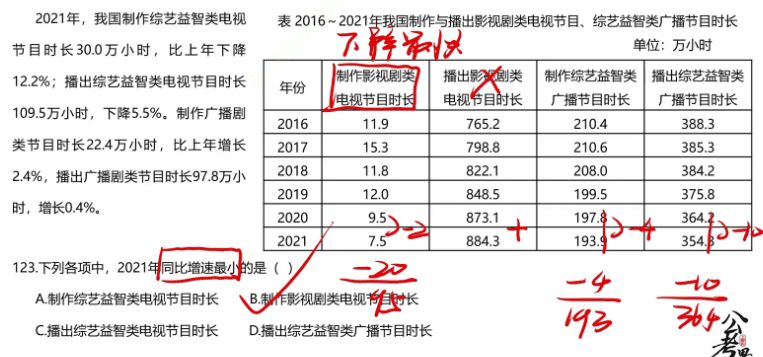 2021年，我国制作综艺益智类电视
节目时长30.0万小时，比上年下降
12.2%；播出综艺益智类电视节目时长
109.5万小时，下降5.5%。制作广播剧
类节目时长22.4万小时，比上年增长
2.4%，播出广播剧类节目时长97.8万小
时，增长0.4%。
表 2016～2021年我国制作与播出影视剧类电视节目、综艺益智类广播节目时长
下降最快
单位：万小时
年份 制作影视剧类电视节目时长 播出影视剧类电视节目时长 制作综艺益智类广播节目时长 播出综艺益智类广播节目时长
2016 11.9 765.2 210.4 388.3
2017 15.3 798.8 210.6 385.3
2018 11.8 822.1 208.0 384.2
2019 12.0 848.5 199.5 375.8
2020 9.5 873.1 197.8 364.2
2021 7.5 884.3 193.9 354.3
-2 + -4 -10
123.下列各项中，2021年同比增速最小的是（ ）
A.制作综艺益智类电视节目时长 B.制作影视剧类电视节目时长
C.播出综艺益智类电视节目时长 D.播出综艺益智类广播节目时长
-20
95
-4
193
-10
364
公考